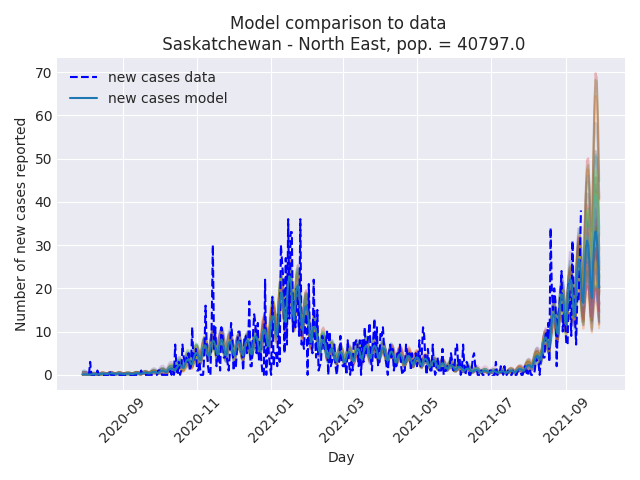 Model comparison to data
Saskatchewan - North East, pop. = 40797.0
new cases data
new cases model
Number of new cases reported
70
60
50
40
30
20
10
0
2020-09
2020-11
2021-01
2021-03
2021-05
2021-07
2021-09
Day